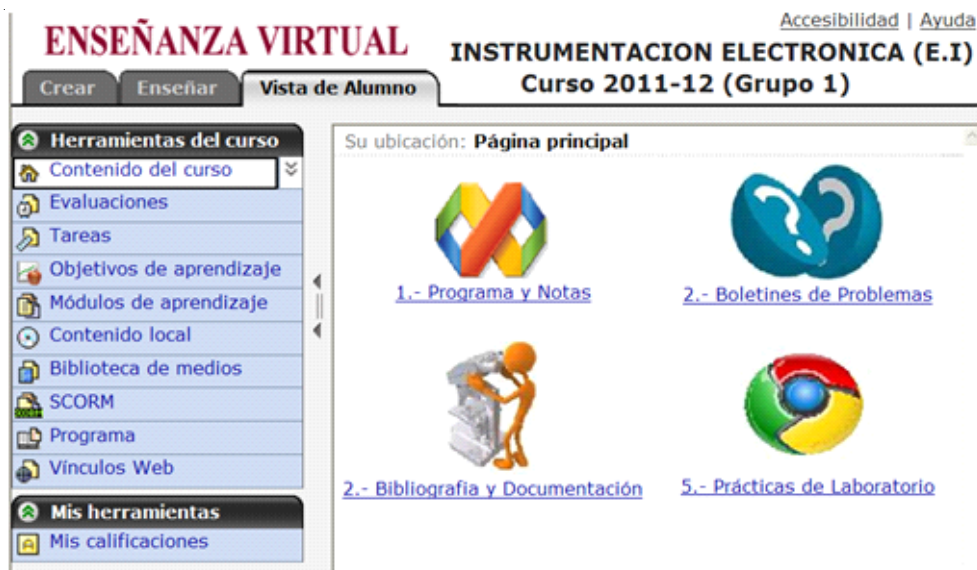 Accesibilidad | Ayuda
ENSEÑANZA VIRTUAL
INSTRUMENTACION ELECTRONICA (E.I)
Curso 2011-12 (Grupo 1)
Crear
Enseñar
Vista de Alumno
Herramientas del curso
Contenido del curso
Evaluaciones
Tareas
Objetivos de aprendizaje
Módulos de aprendizaje
Contenido local
Biblioteca de medios
SCORM
Programa
Vínculos Web
Mis herramientas
Mis calificaciones
Su ubicación: Página principal
1.- Programa y Notas
2.- Boletines de Problemas
2.- Bibliografia y Documentación
5.- Prácticas de Laboratorio